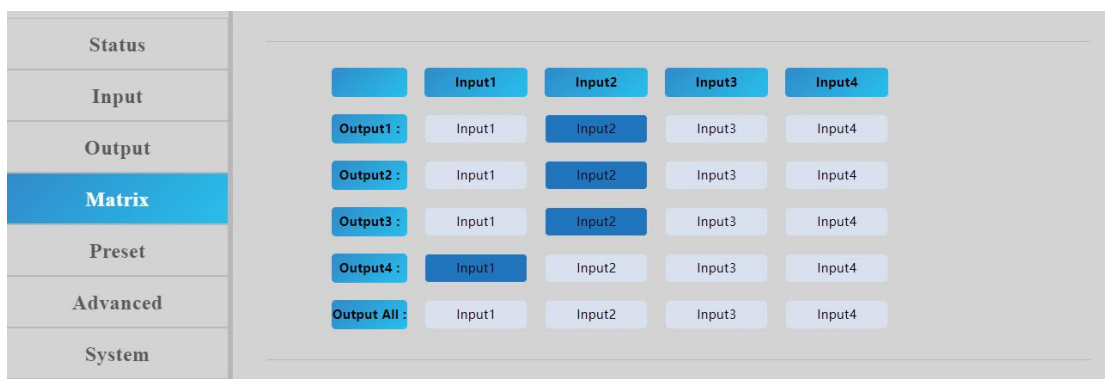 Status
Input
Output
Matrix
Preset
Advanced
System
Input1 Input2 Input3 Input4
Output1 : Input1 Input2 Input3 Input4
Output2 : Input1 Input2 Input3 Input4
Output3 : Input1 Input2 Input3 Input4
Output4 : Input1 Input2 Input3 Input4
Output All : Input1 Input2 Input3 Input4